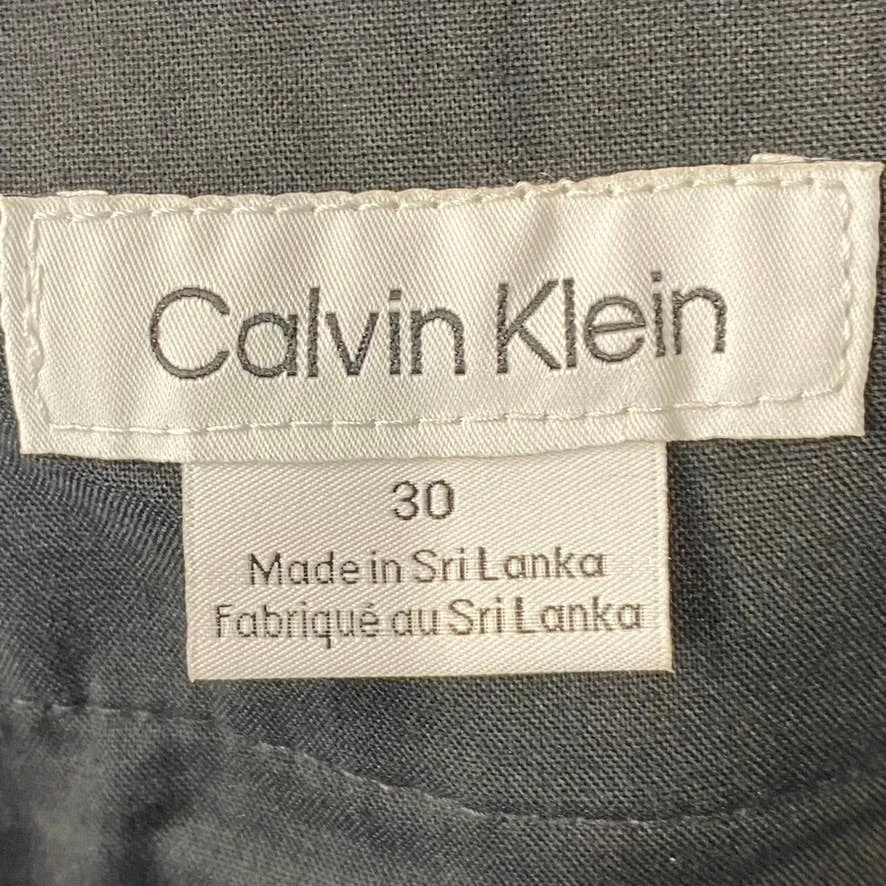 Calvin Klein
30
Made in Sri Lanka
Fabriqué au Sri Lanka